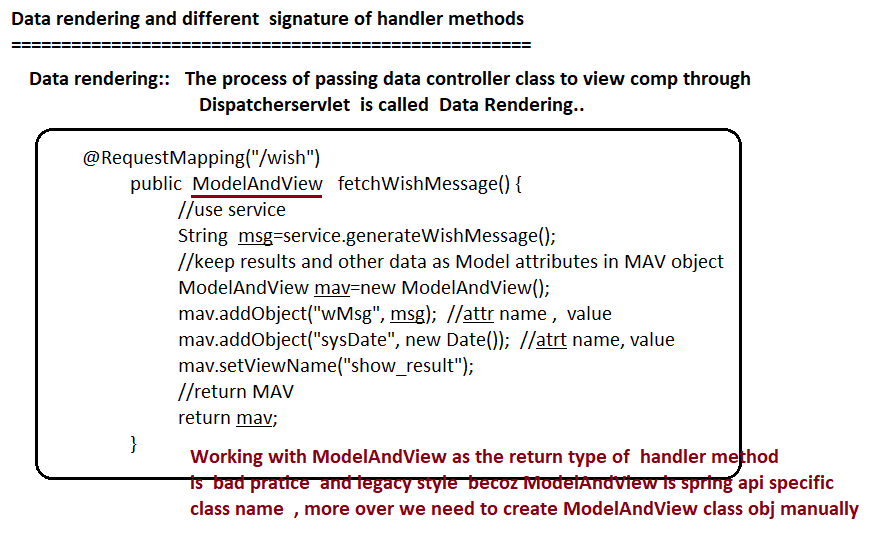 Data rendering and different signature of handler methods
====================================================
Data rendering:: The process of passing data controller class to view comp through
Dispatcherservlet is called Data Rendering..
@RequestMapping("/wish")
public ModelAndView fetchWishMessage() {
//use service
String msg=service.generateWishMessage();
//keep results and other data as Model attributes in MAV object
ModelAndView mav=new ModelAndView();
mav.addObject("wMsg", msg); //attr name , value
mav.addObject("sysDate", new Date()); //atrt name, value
mav.setViewName("show_result");
//return MAV
return mav;
}
Working with ModelAndView as the return type of handler method
is bad pratice and legacy style becoz ModelAndView is spring api specific
class name , more over we need to create ModelAndView class obj manually